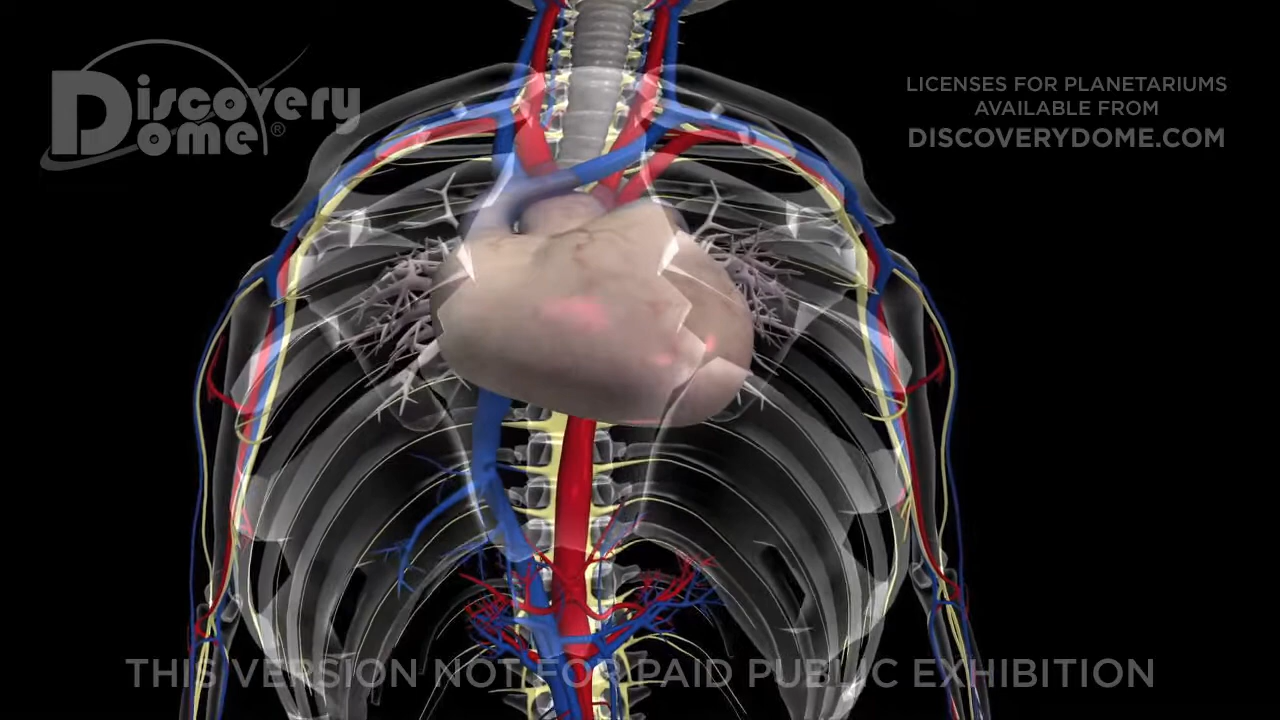 Discovery
Dome®
LICENSES FOR PLANETARIUMS
AVAILABLE FROM
DISCOVERYDOME.COM
THIS VERSION NOT FOR PAID PUBLIC EXHIBITION